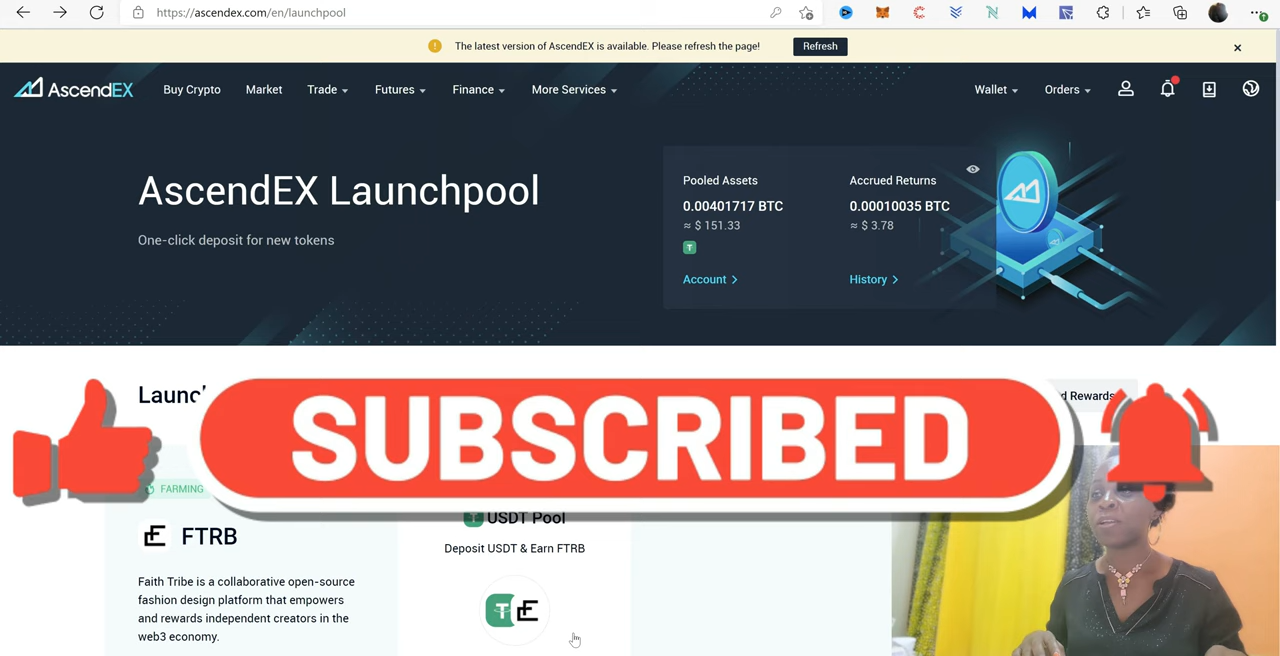 https://ascendex.com/en/launchpool
The latest version of AscendEX is available. Please refresh the page!
Refresh
AscendEX
Buy Crypto
Market
Trade
Futures
Finance
More Services
Wallet
Orders
AscendEX Launchpool
One-click deposit for new tokens
Pooled Assets
0.00401717 BTC
≈ $ 151.33
Account >
Accrued Returns
0.00010035 BTC
≈ $ 3.78
History >
Rewards
SUBSCRIBED
FARMING
FTRB
Faith Tribe is a collaborative open-source
fashion design platform that empowers
and rewards independent creators in the
web3 economy.
USDT Pool
Deposit USDT & Earn FTRB